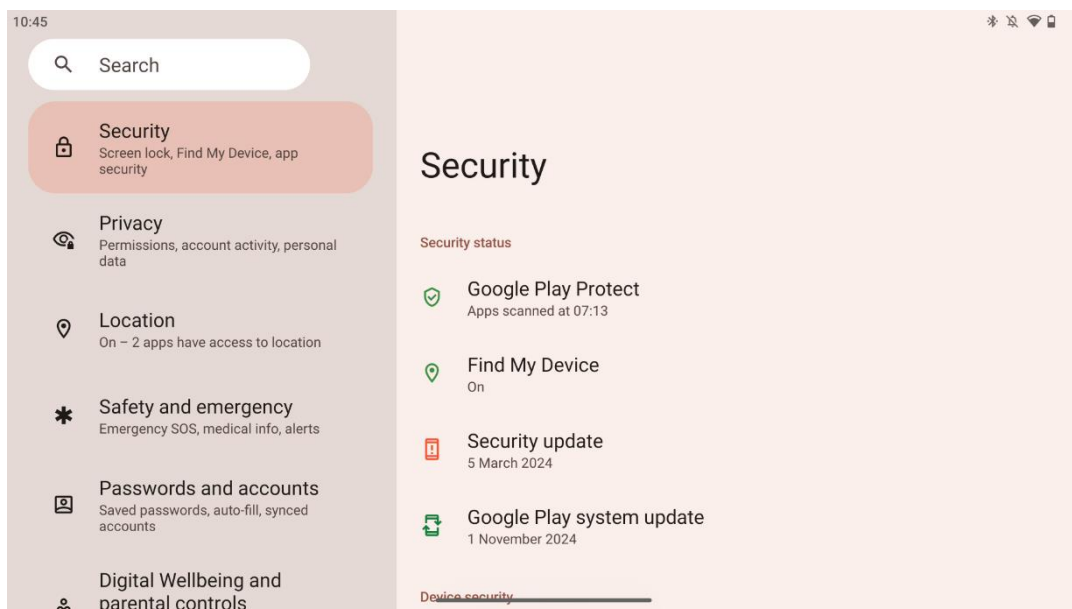 10:45
Search
Security
Screen lock, Find My Device, app
security
Privacy
Permissions, account activity, personal
data
Location
On – 2 apps have access to location
Safety and emergency
Emergency SOS, medical info, alerts
Passwords and accounts
Saved passwords, auto-fill, synced
accounts
Digital Wellbeing and
parental controls
Security
Security status
Google Play Protect
Apps scanned at 07:13
Find My Device
On
Security update
5 March 2024
Google Play system update
1 November 2024
Device security